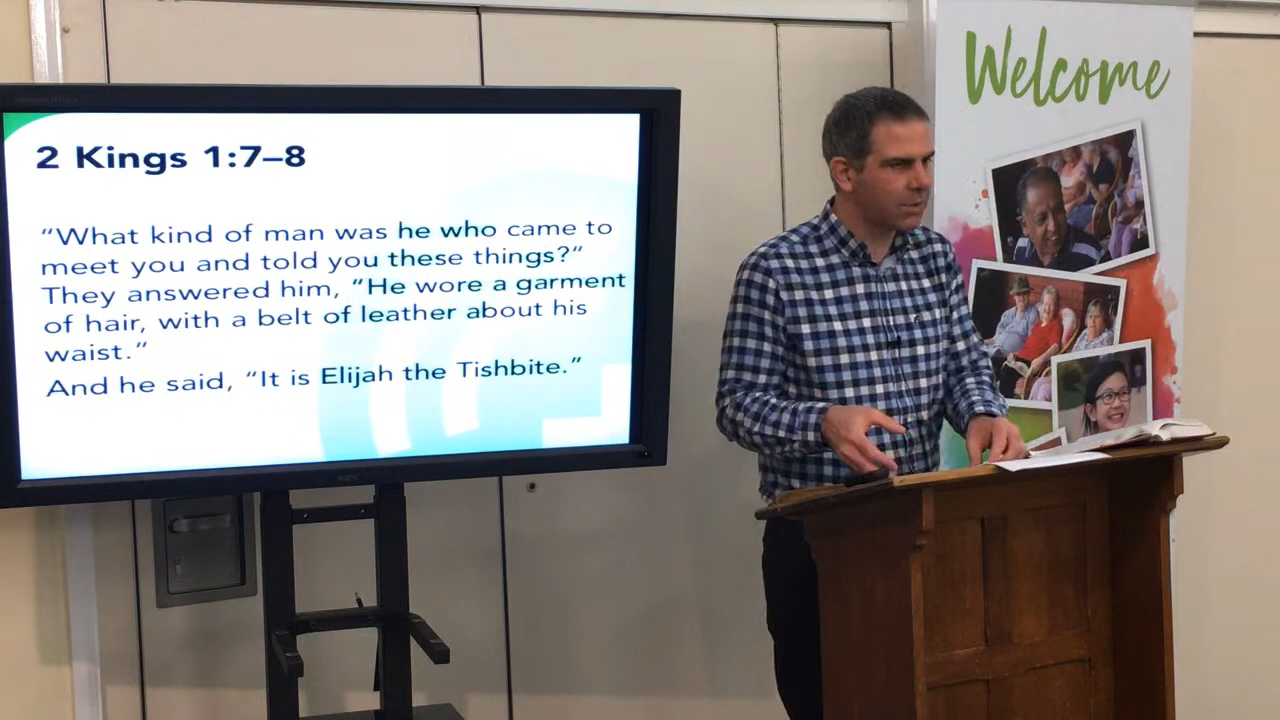 2 Kings 1:7–8
“What kind of man was he who came to
meet you and told you these things?”
They answered him, “He wore a garment
of hair, with a belt of leather about his
waist.”
And he said, “It is Elijah the Tishbite.”
Welcome
NEC